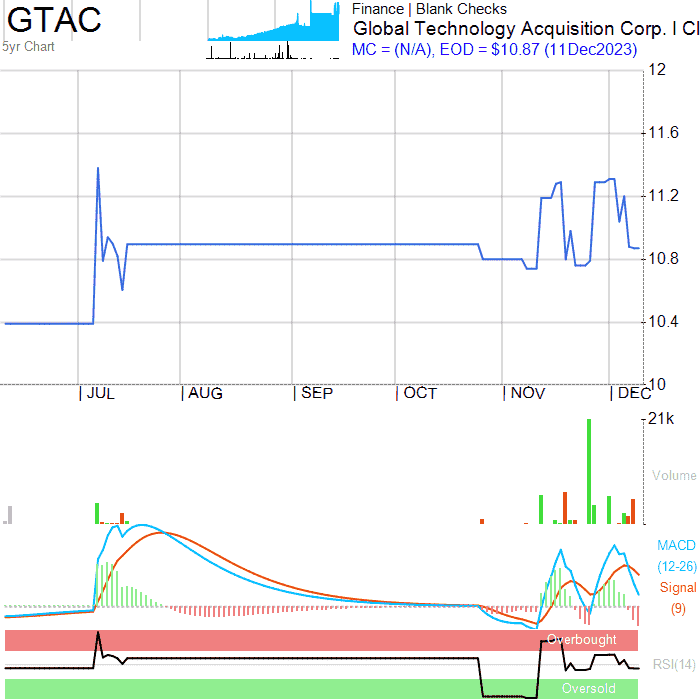 GTAC
5yr Chart
Finance | Blank Checks
Global Technology Acquisition Corp. I Cl
MC = (N/A), EOD = $10.87 (11Dec2023)
12
11.6
11.2
10.8
10.4
10
| JUL | AUG | SEP | OCT | NOV | DEC
21k
Volume
MACD
(12-26)
Signal
(9)
Overbought
RSI(14)
Oversold